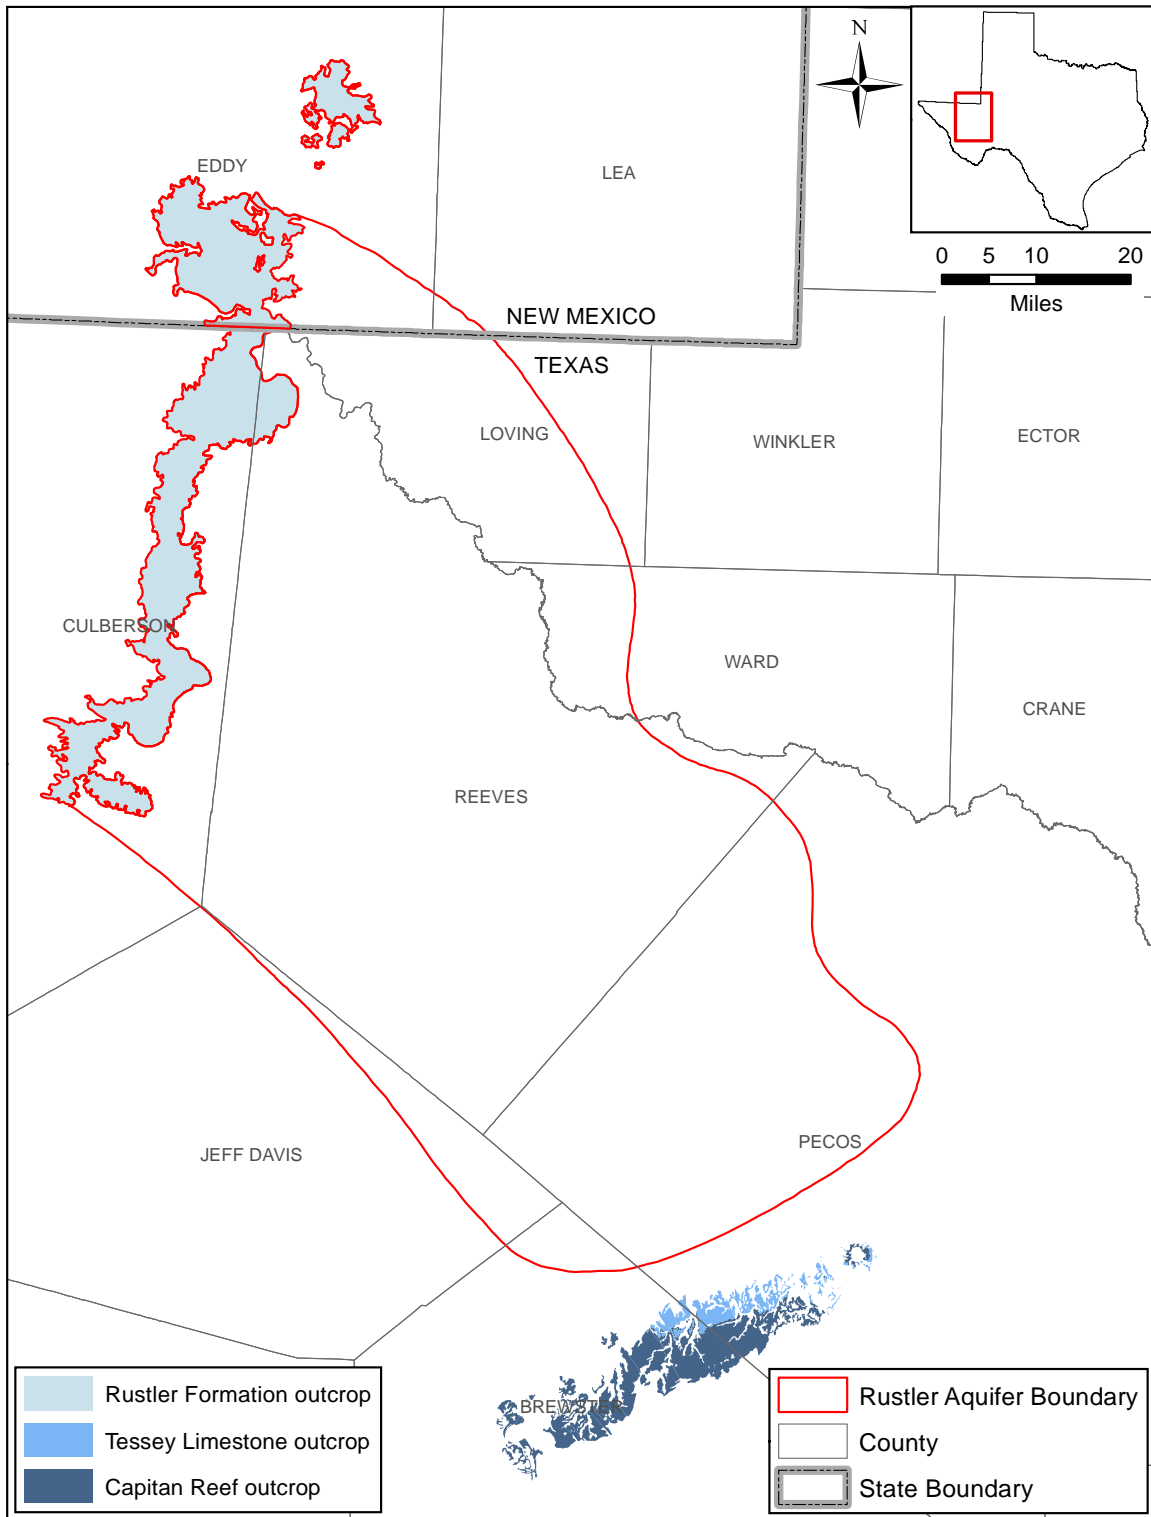 N
EDDY
LEA
0 5 10 20
Miles
NEW MEXICO
TEXAS
LOVING
WINKLER
ECTOR
CULBERSON
WARD
CRANE
REEVES
JEFF DAVIS
PECOS
BREWSTER
Rustler Formation outcrop
Tessey Limestone outcrop
Capitan Reef outcrop
Rustler Aquifer Boundary
County
State Boundary